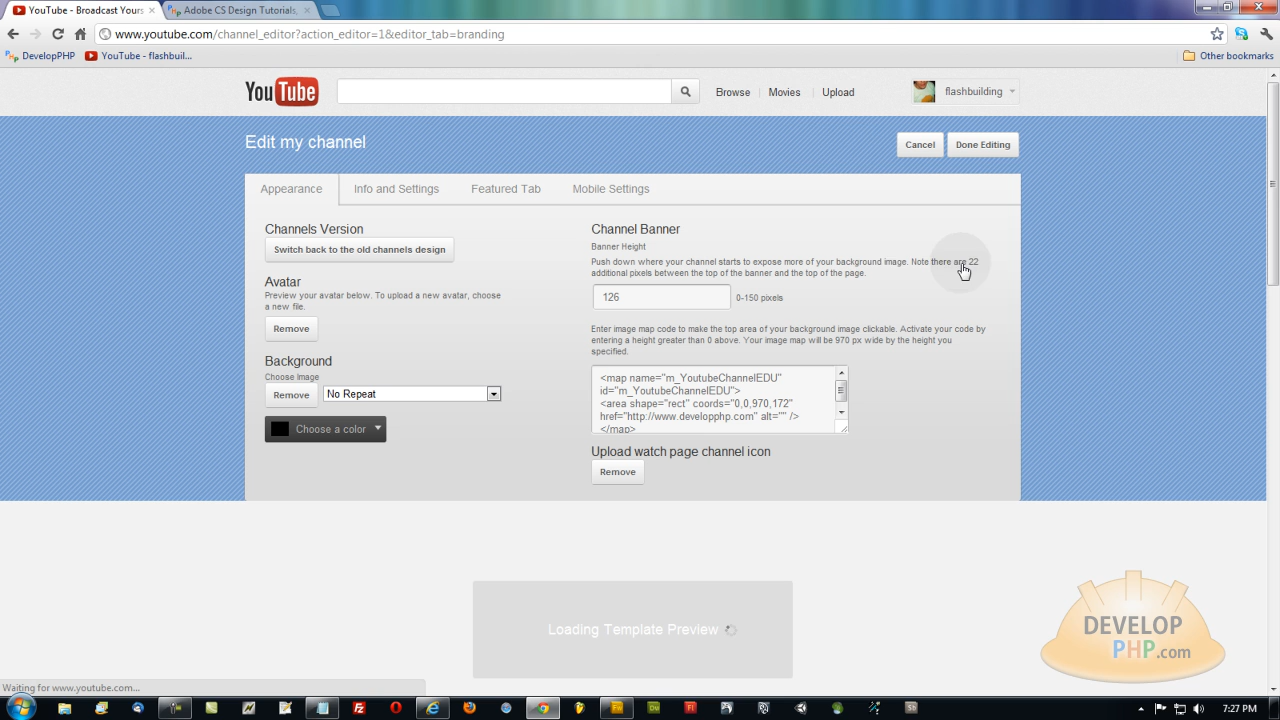 YouTube - Broadcast Yours
Adobe CS Design Tutorials,
www.youtube.com/channel_editor?action_editor=1&editor_tab=branding
DevelopPHP
YouTube - flashbuil...
Other bookmarks
YouTube
Browse
Movies
Upload
flashbuilding
Edit my channel
Cancel
Done Editing
Appearance
Info and Settings
Featured Tab
Mobile Settings
Channels Version
Switch back to the old channels design
Avatar
Preview your avatar below. To upload a new avatar, choose
a new file.
Remove
Background
Choose Image
Remove
No Repeat
Choose a color
Channel Banner
Banner Height
Push down where your channel starts to expose more of your background image. Note there are 22
additional pixels between the top of the banner and the top of the page.
126
0-150 pixels
Enter image map code to make the top area of your background image clickable. Activate your code by
entering a height greater than 0 above. Your image map will be 970 px wide by the height you
specified.
<map name="m_YoutubeChannelEDU"
id="m_YoutubeChannelEDU">
<area shape="rect" coords="0,0,970,172"
href="http://www.developphp.com" alt="" />
</map>
Upload watch page channel icon
Remove
Loading Template Preview
DEVELOP
PHP.com
Waiting for www.youtube.com...
7:27 PM